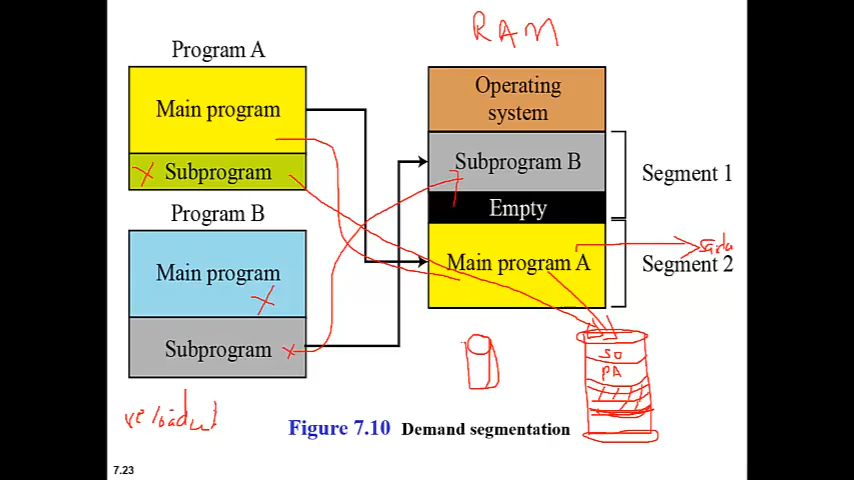 RAM
Program A
Main program
Subprogram
Program B
Main program
Subprogram
Operating
system
Subprogram B
Empty
Main program A
Segment 1
Segment 2
SO
PA
Figure 7.10 Demand segmentation
7.23